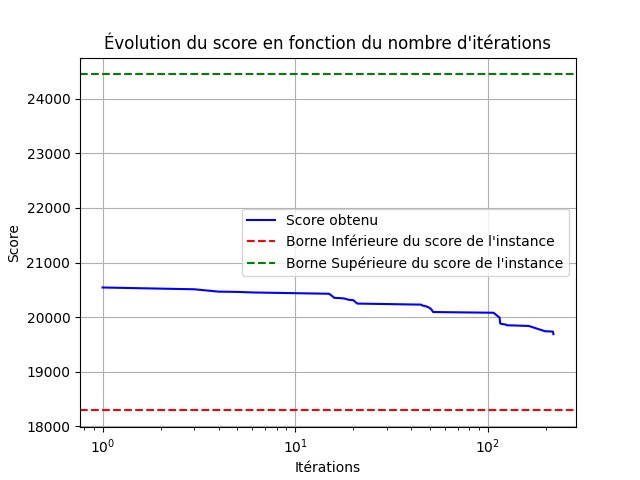 Évolution du score en fonction du nombre d'itérations
24000
23000
22000
21000
20000
19000
18000
Score
Score obtenu
Borne Inférieure du score de l'instance
Borne Supérieure du score de l'instance
10⁰
10¹
10²
Itérations